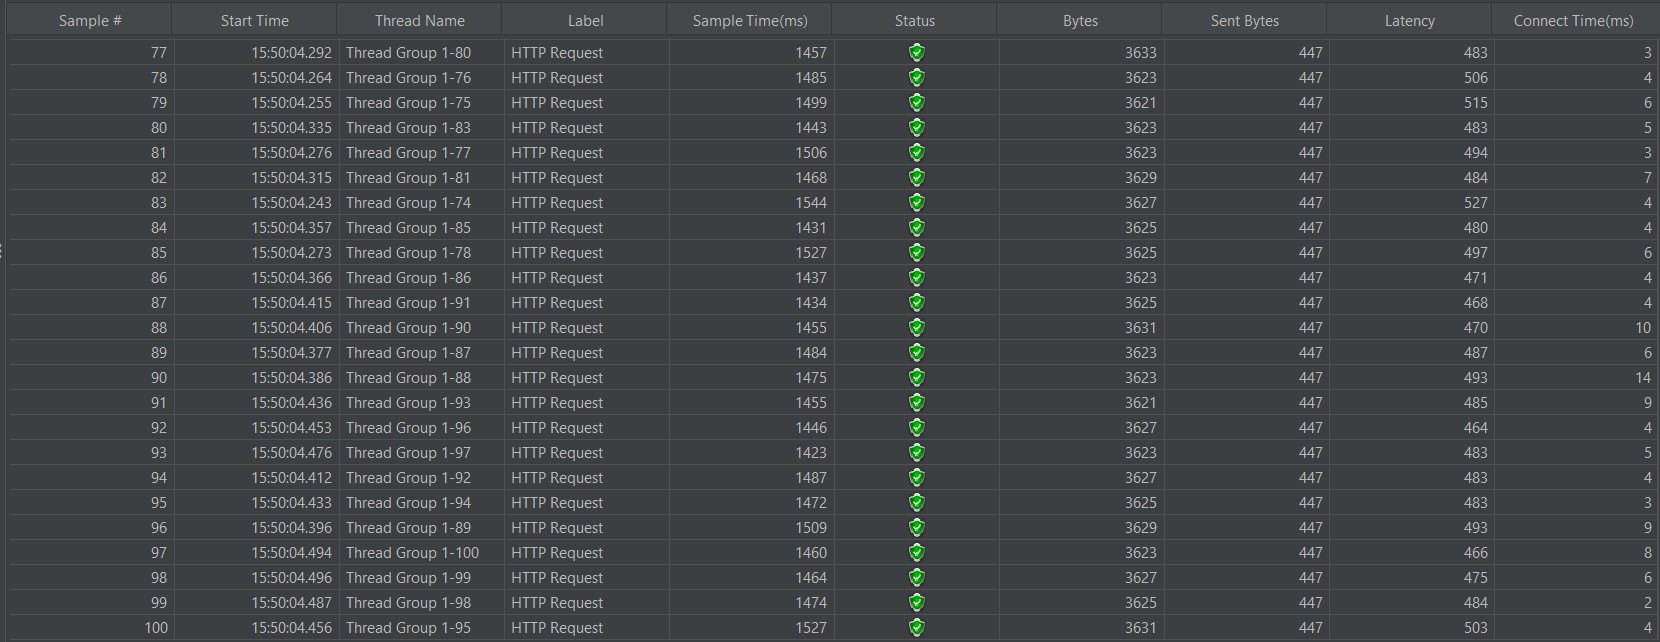 Sample # Start Time Thread Name Label Sample Time(ms) Status Bytes Sent Bytes Latency Connect Time(ms)
77 15:50:04.292 Thread Group 1-80 HTTP Request 1457 3633 447 483 3
78 15:50:04.264 Thread Group 1-76 HTTP Request 1485 3623 447 506 4
79 15:50:04.255 Thread Group 1-75 HTTP Request 1499 3621 447 515 6
80 15:50:04.335 Thread Group 1-83 HTTP Request 1443 3623 447 483 5
81 15:50:04.276 Thread Group 1-77 HTTP Request 1506 3623 447 494 3
82 15:50:04.315 Thread Group 1-81 HTTP Request 1468 3629 447 484 7
83 15:50:04.243 Thread Group 1-74 HTTP Request 1544 3627 447 527 4
84 15:50:04.357 Thread Group 1-85 HTTP Request 1431 3625 447 480 4
85 15:50:04.273 Thread Group 1-78 HTTP Request 1527 3625 447 497 6
86 15:50:04.366 Thread Group 1-86 HTTP Request 1437 3623 447 471 4
87 15:50:04.415 Thread Group 1-91 HTTP Request 1434 3625 447 468 4
88 15:50:04.406 Thread Group 1-90 HTTP Request 1455 3631 447 470 10
89 15:50:04.377 Thread Group 1-87 HTTP Request 1484 3623 447 487 6
90 15:50:04.386 Thread Group 1-88 HTTP Request 1475 3623 447 493 14
91 15:50:04.436 Thread Group 1-93 HTTP Request 1455 3621 447 485 9
92 15:50:04.453 Thread Group 1-96 HTTP Request 1446 3627 447 464 4
93 15:50:04.476 Thread Group 1-97 HTTP Request 1423 3623 447 483 5
94 15:50:04.412 Thread Group 1-92 HTTP Request 1487 3627 447 483 4
95 15:50:04.433 Thread Group 1-94 HTTP Request 1472 3625 447 483 3
96 15:50:04.396 Thread Group 1-89 HTTP Request 1509 3629 447 493 9
97 15:50:04.494 Thread Group 1-100 HTTP Request 1460 3623 447 466 8
98 15:50:04.496 Thread Group 1-99 HTTP Request 1464 3627 447 475 6
99 15:50:04.487 Thread Group 1-98 HTTP Request 1474 3625 447 484 2
100 15:50:04.456 Thread Group 1-95 HTTP Request 1527 3631 447 503 4